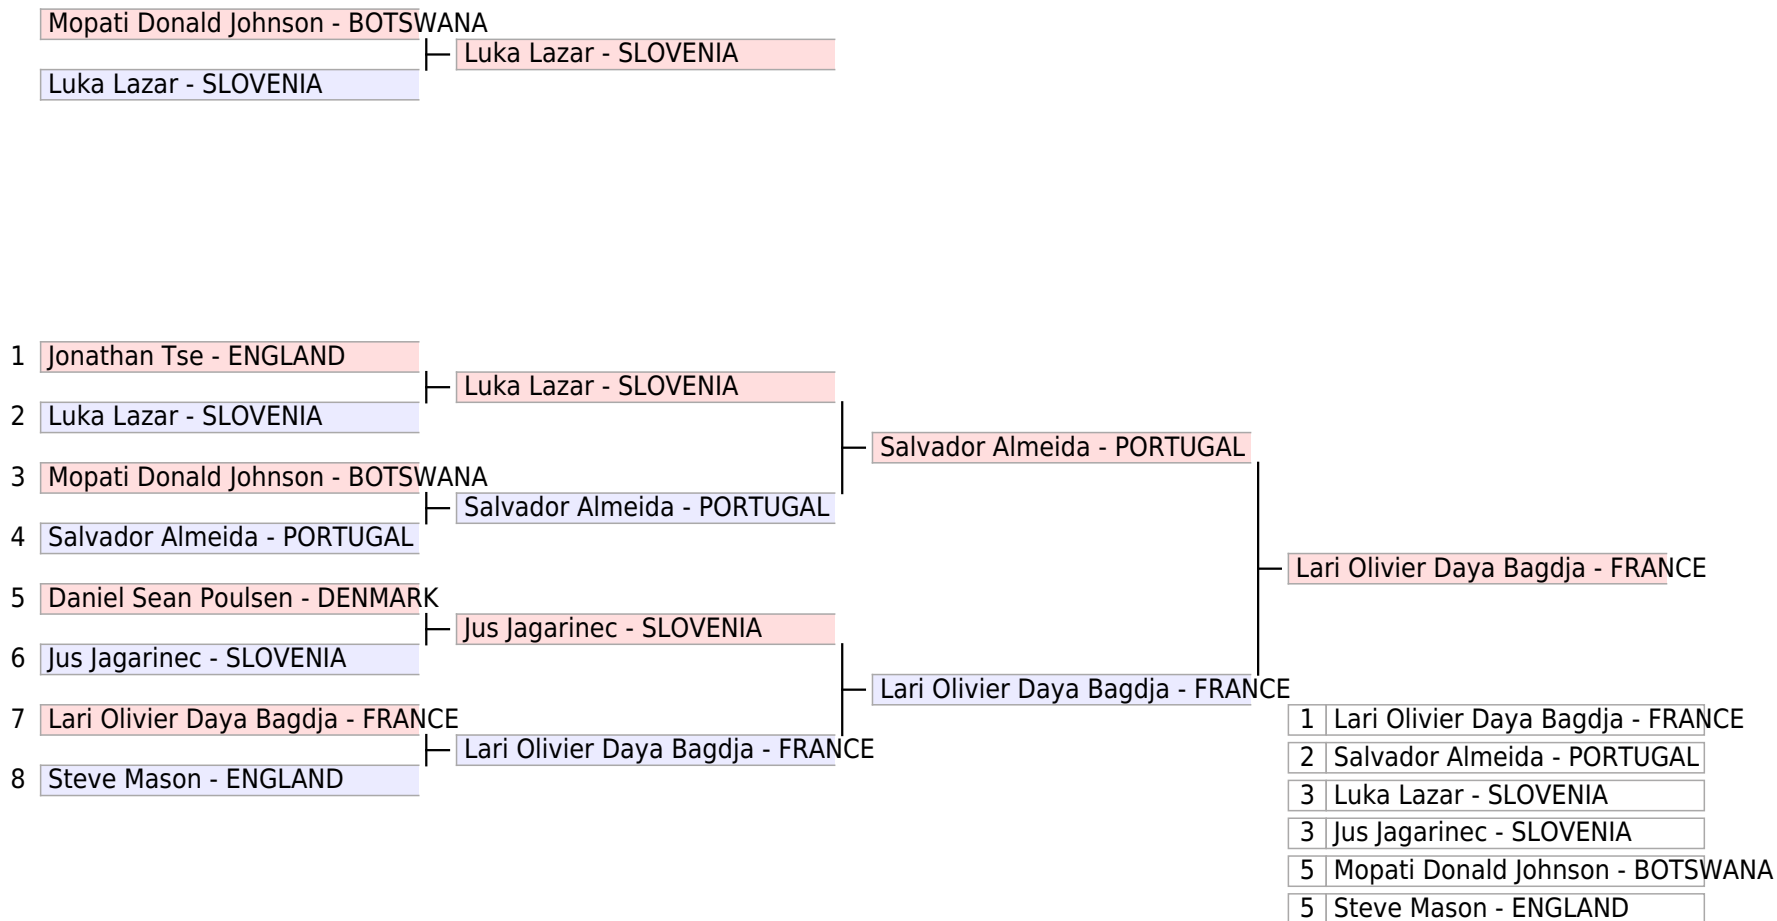 Mopati Donald Johnson - BOTSWANA
Luka Lazar - SLOVENIA
Luka Lazar - SLOVENIA
1 Jonathan Tse - ENGLAND
Luka Lazar - SLOVENIA
2 Luka Lazar - SLOVENIA
Salvador Almeida - PORTUGAL
3 Mopati Donald Johnson - BOTSWANA
Salvador Almeida - PORTUGAL
4 Salvador Almeida - PORTUGAL
Lari Olivier Daya Bagdja - FRANCE
5 Daniel Sean Poulsen - DENMARK
Jus Jagarinec - SLOVENIA
6 Jus Jagarinec - SLOVENIA
Lari Olivier Daya Bagdja - FRANCE
7 Lari Olivier Daya Bagdja - FRANCE
Lari Olivier Daya Bagdja - FRANCE
8 Steve Mason - ENGLAND
1 Lari Olivier Daya Bagdja - FRANCE
2 Salvador Almeida - PORTUGAL
3 Luka Lazar - SLOVENIA
3 Jus Jagarinec - SLOVENIA
5 Mopati Donald Johnson - BOTSWANA
5 Steve Mason - ENGLAND